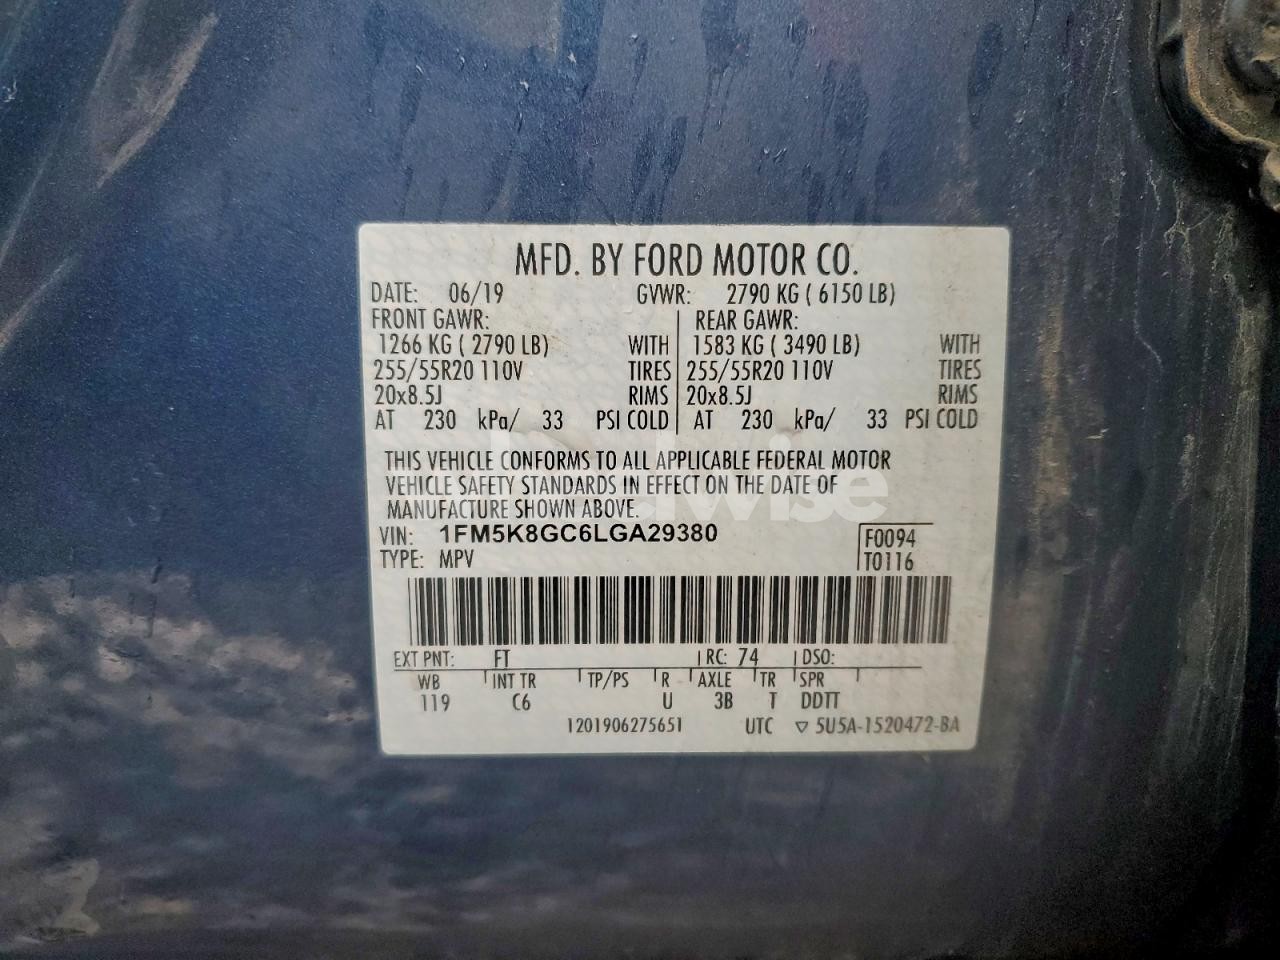 MFD. BY FORD MOTOR CO.
DATE: 06/19 GVWR: 2790 KG ( 6150 LB)
FRONT GAWR: REAR GAWR:
1266 KG ( 2790 LB) WITH 1583 KG ( 3490 LB) WITH
255/55R20 110V TIRES 255/55R20 110V TIRES
20x8.5J RIMS 20x8.5J RIMS
AT 230 kPa/ 33 PSI COLD AT 230 kPa/ 33 PSI COLD
THIS VEHICLE CONFORMS TO ALL APPLICABLE FEDERAL MOTOR
VEHICLE SAFETY STANDARDS IN EFFECT ON THE DATE OF
MANUFACTURE SHOWN ABOVE.
VIN: 1FM5K8GC6LGA29380 F0094
TYPE: MPV T0116
EXT PNT: FT RC: 74 DSO:
WB INT TR TP/PS R AXLE TR SPR
119 C6 U 3B T DDTT
1201906275651 UTC ▽ 5U5A-1520472-BA